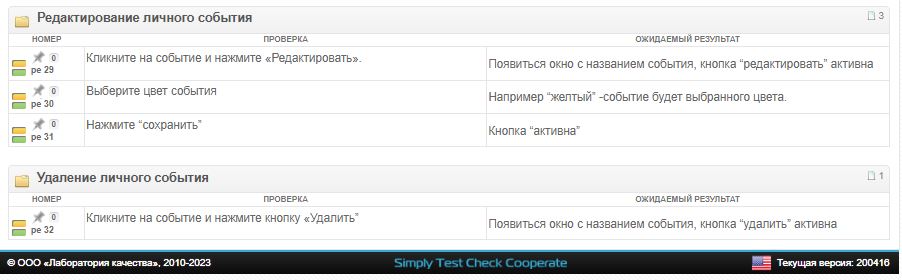 Редактирование личного события 3
НОМЕР ПРОВЕРКА ОЖИДАЕМЫЙ РЕЗУЛЬТАТ
0
ре 29 Кликните на событие и нажмите «Редактировать». Появиться окно с названием события, кнопка “редактировать” активна
0
ре 30 Выберите цвет события Например “желтый” -событие будет выбранного цвета.
0
ре 31 Нажмите “сохранить” Кнопка “активна”
Удаление личного события 1
НОМЕР ПРОВЕРКА ОЖИДАЕМЫЙ РЕЗУЛЬТАТ
0
ре 32 Кликните на событие и нажмите кнопку «Удалить” Появиться окно с названием события, кнопка “удалить” активна
© ООО «Лаборатория качества», 2010-2023 Simply Test Check Cooperate Текущая версия: 200416